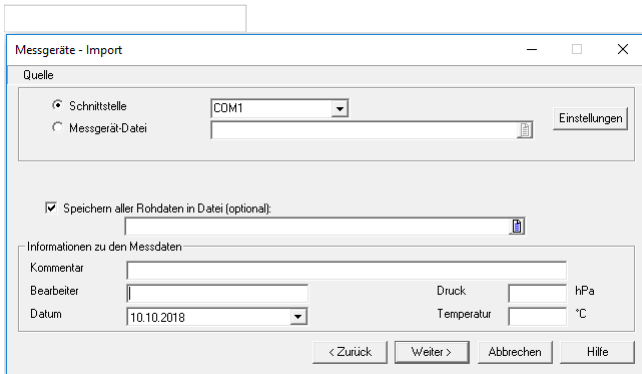 Messgeräte - Import
Quelle
Schnittstelle COM1
Messgerät-Datei Einstellungen
Speichern aller Rohdaten in Datei (optional):
Informationen zu den Messdaten
Kommentar
Bearbeiter Druck hPa
Datum 10.10.2018 Temperatur °C
< Zurück Weiter > Abbrechen Hilfe